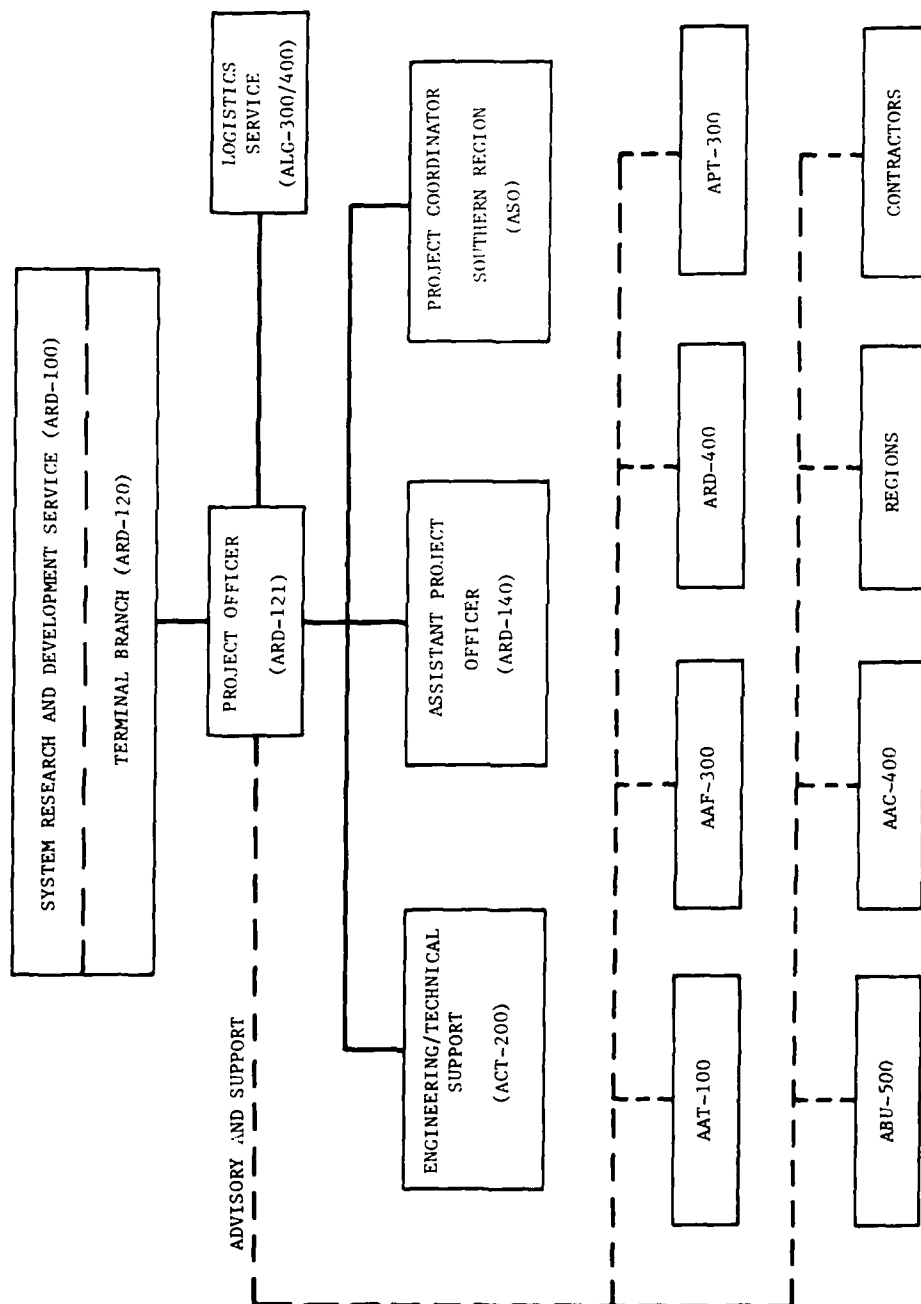 SYSTEM RESEARCH AND DEVELOPMENT SERVICE (ARD-100)
TERMINAL BRANCH (ARD-120)
PROJECT OFFICER
(ARD-121)
LOGISTICS
SERVICE
(ALG-300/400)
ADVISORY AND SUPPORT
ENGINEERING/TECHNICAL
SUPPORT
(ACT-200)
ASSISTANT PROJECT
OFFICER
(ARD-140)
PROJECT COORDINATOR
SOUTHERN REGION
(ASO)
AAT-100
AAF-300
ARD-400
APT-300
ABU-500
AAC-400
REGIONS
CONTRACTORS